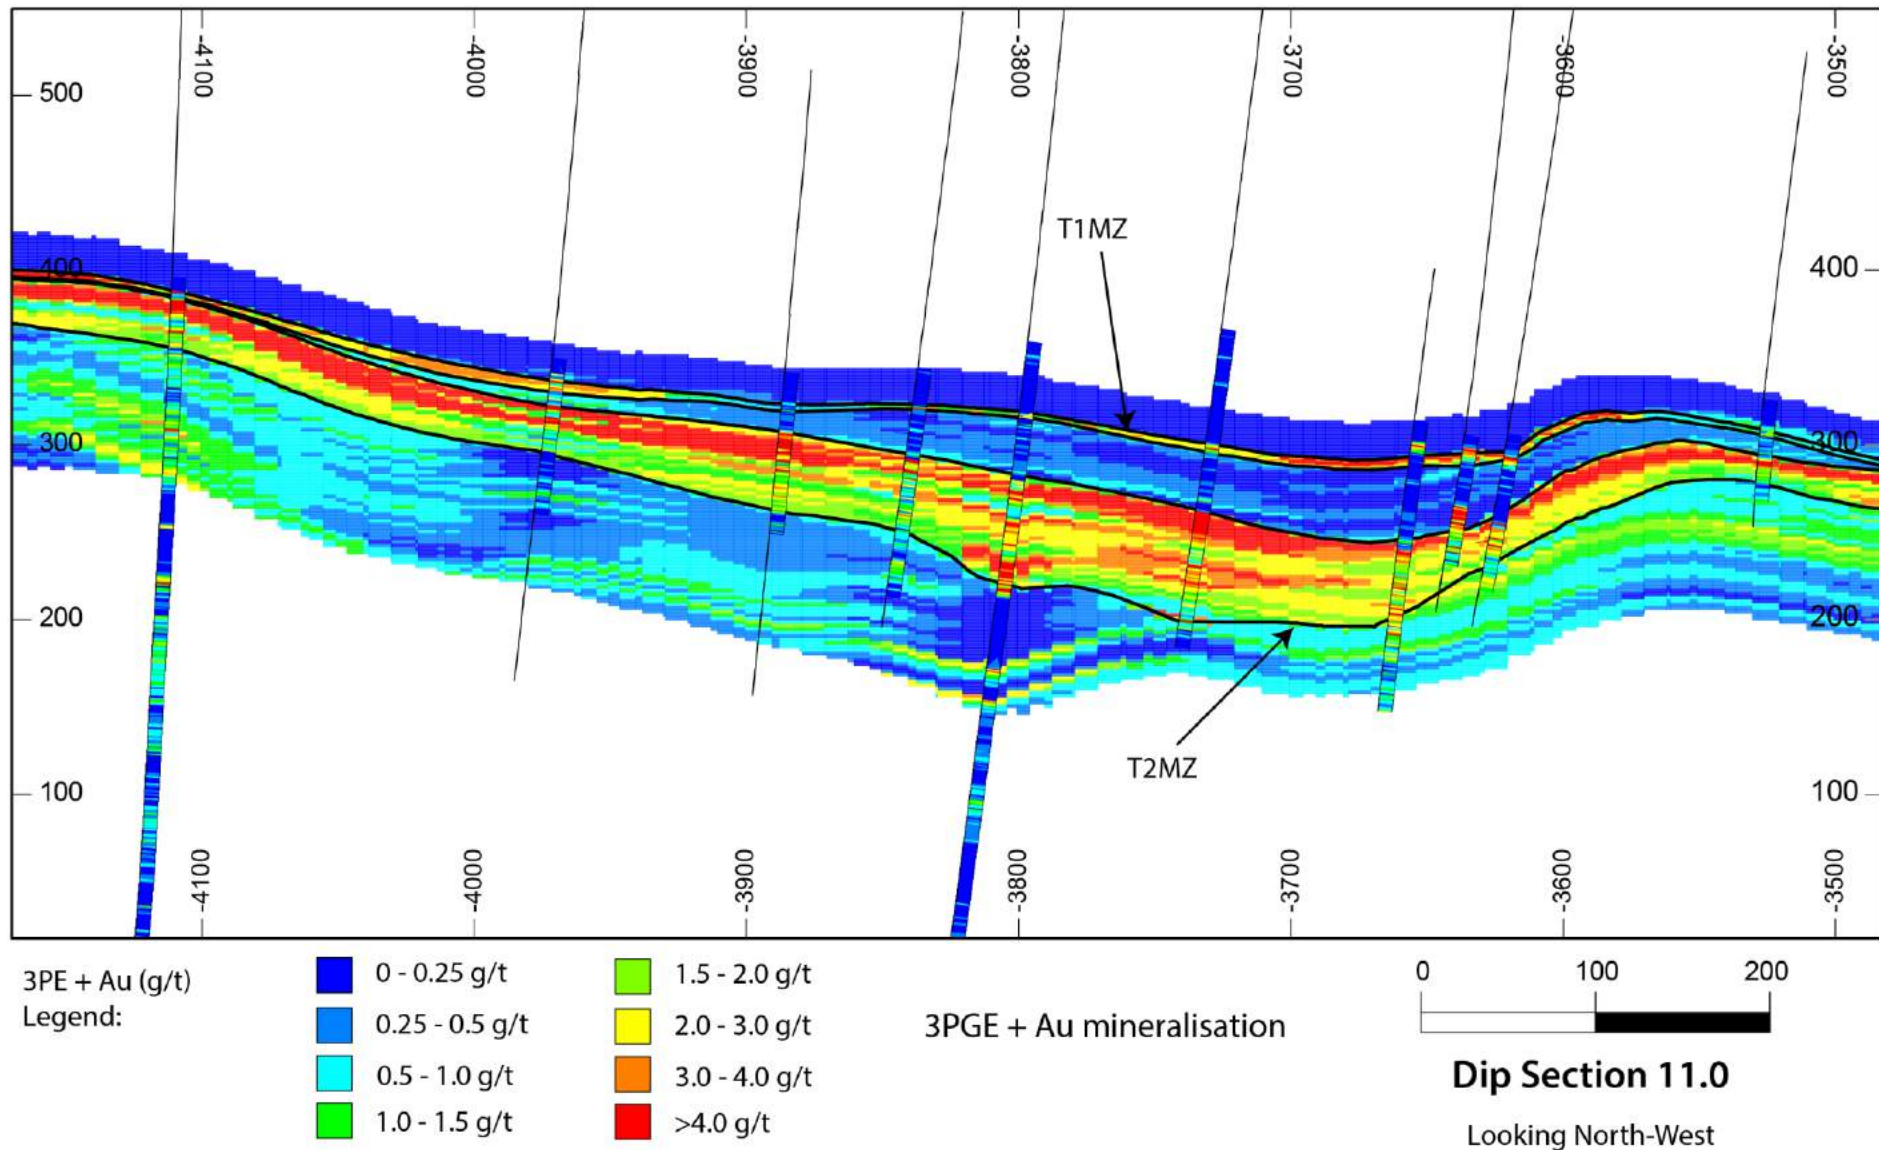 -4100 -4000 -3900 -3800 -3700 -3600 -3500
500
T1MZ
400 400
300 300
200 200
T2MZ
100 100
-4100 -4000 -3900 -3800 -3700 -3600 -3500
3PE + Au (g/t)
Legend:
0 - 0.25 g/t
0.25 - 0.5 g/t
0.5 - 1.0 g/t
1.0 - 1.5 g/t
1.5 - 2.0 g/t
2.0 - 3.0 g/t
3.0 - 4.0 g/t
>4.0 g/t
3PGE + Au mineralisation
0 100 200
Dip Section 11.0
Looking North-West